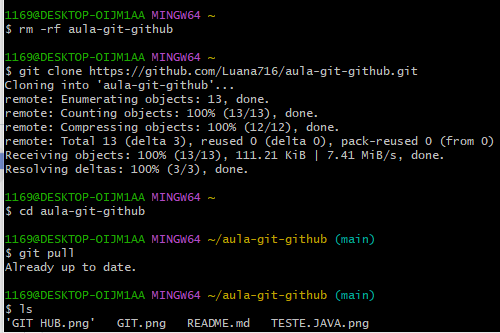 1169@DESKTOP-OIJM1AA MINGW64 ~
$ rm -rf aula-git-github
1169@DESKTOP-OIJM1AA MINGW64 ~
$ git clone https://github.com/Luana716/aula-git-github.git
Cloning into 'aula-git-github'...
remote: Enumerating objects: 13, done.
remote: Counting objects: 100% (13/13), done.
remote: Compressing objects: 100% (12/12), done.
remote: Total 13 (delta 3), reused 0 (delta 0), pack-reused 0 (from 0)
Receiving objects: 100% (13/13), 111.21 KiB | 7.41 MiB/s, done.
Resolving deltas: 100% (3/3), done.
1169@DESKTOP-OIJM1AA MINGW64 ~
$ cd aula-git-github
1169@DESKTOP-OIJM1AA MINGW64 ~/aula-git-github (main)
$ git pull
Already up to date.
1169@DESKTOP-OIJM1AA MINGW64 ~/aula-git-github (main)
$ ls
'GIT HUB.png' GIT.png README.md TESTE.JAVA.png